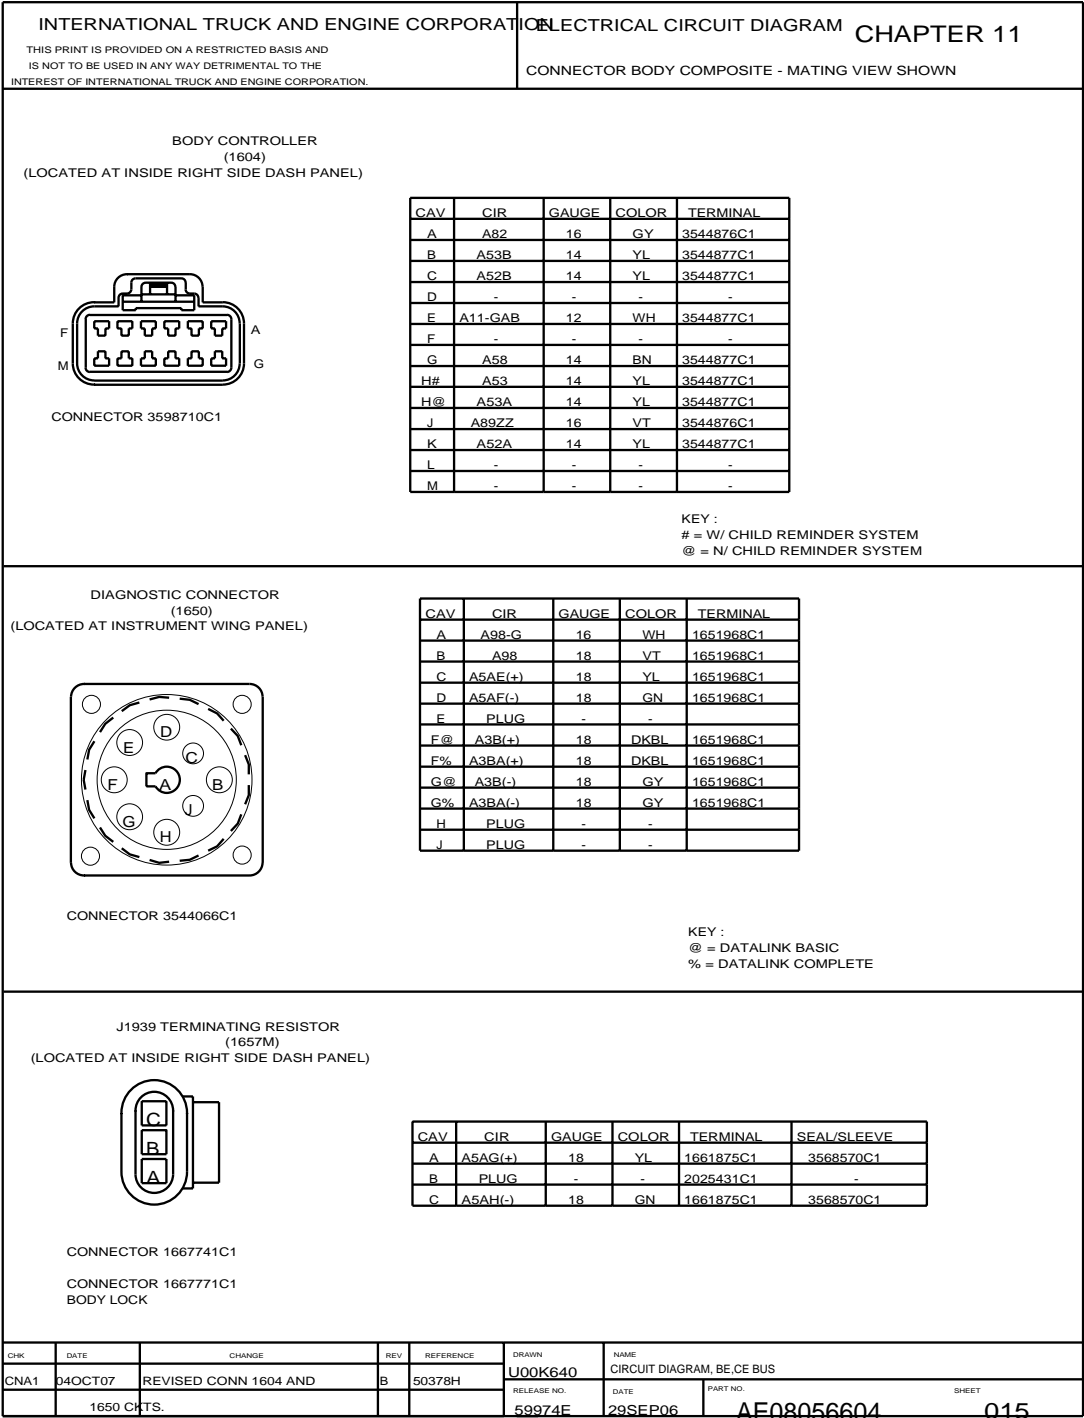 INTERNATIONAL TRUCK AND ENGINE CORPORATION
THIS PRINT IS PROVIDED ON A RESTRICTED BASIS AND
IS NOT TO BE USED IN ANY WAY DETRIMENTAL TO THE
INTEREST OF INTERNATIONAL TRUCK AND ENGINE CORPORATION.
ELECTRICAL CIRCUIT DIAGRAM CHAPTER 11
CONNECTOR BODY COMPOSITE - MATING VIEW SHOWN
BODY CONTROLLER
(1604)
(LOCATED AT INSIDE RIGHT SIDE DASH PANEL)
F A
M G
CONNECTOR 3598710C1
CAV CIR GAUGE COLOR TERMINAL
A A82 16 GY 3544876C1
B A53B 14 YL 3544877C1
C A52B 14 YL 3544877C1
D - - - -
E A11-GAB 12 WH 3544877C1
F - - - -
G A58 14 BN 3544877C1
H# A53 14 YL 3544877C1
H@ A53A 14 YL 3544877C1
J A89ZZ 16 VT 3544876C1
K A52A 14 YL 3544877C1
L - - - -
M - - - -
KEY :
# = W/ CHILD REMINDER SYSTEM
@ = N/ CHILD REMINDER SYSTEM
DIAGNOSTIC CONNECTOR
(1650)
(LOCATED AT INSTRUMENT WING PANEL)
D
E C
F A B
G J
H
CONNECTOR 3544066C1
CAV CIR GAUGE COLOR TERMINAL
A A98-G 16 WH 1651968C1
B A98 18 VT 1651968C1
C A5AE(+) 18 YL 1651968C1
D A5AF(-) 18 GN 1651968C1
E PLUG - -
F@ A3B(+) 18 DKBL 1651968C1
F% A3BA(+) 18 DKBL 1651968C1
G@ A3B(-) 18 GY 1651968C1
G% A3BA(-) 18 GY 1651968C1
H PLUG - -
J PLUG - -
KEY :
@ = DATALINK BASIC
% = DATALINK COMPLETE
J1939 TERMINATING RESISTOR
(1657M)
(LOCATED AT INSIDE RIGHT SIDE DASH PANEL)
C
B
A
CONNECTOR 1667741C1
CONNECTOR 1667771C1
BODY LOCK
CAV CIR GAUGE COLOR TERMINAL SEAL/SLEEVE
A A5AG(+) 18 YL 1661875C1 3568570C1
B PLUG - - 2025431C1 -
C A5AH(-) 18 GN 1661875C1 3568570C1
CHK DATE CHANGE REV REFERENCE
CNA1 04OCT07 REVISED CONN 1604 AND B 50378H
1650 CKTS.
DRAWN
U00K640
NAME
CIRCUIT DIAGRAM, BE,CE BUS
RELEASE NO.
59974E
DATE
29SEP06
PART NO.
AE08056604
SHEET
015